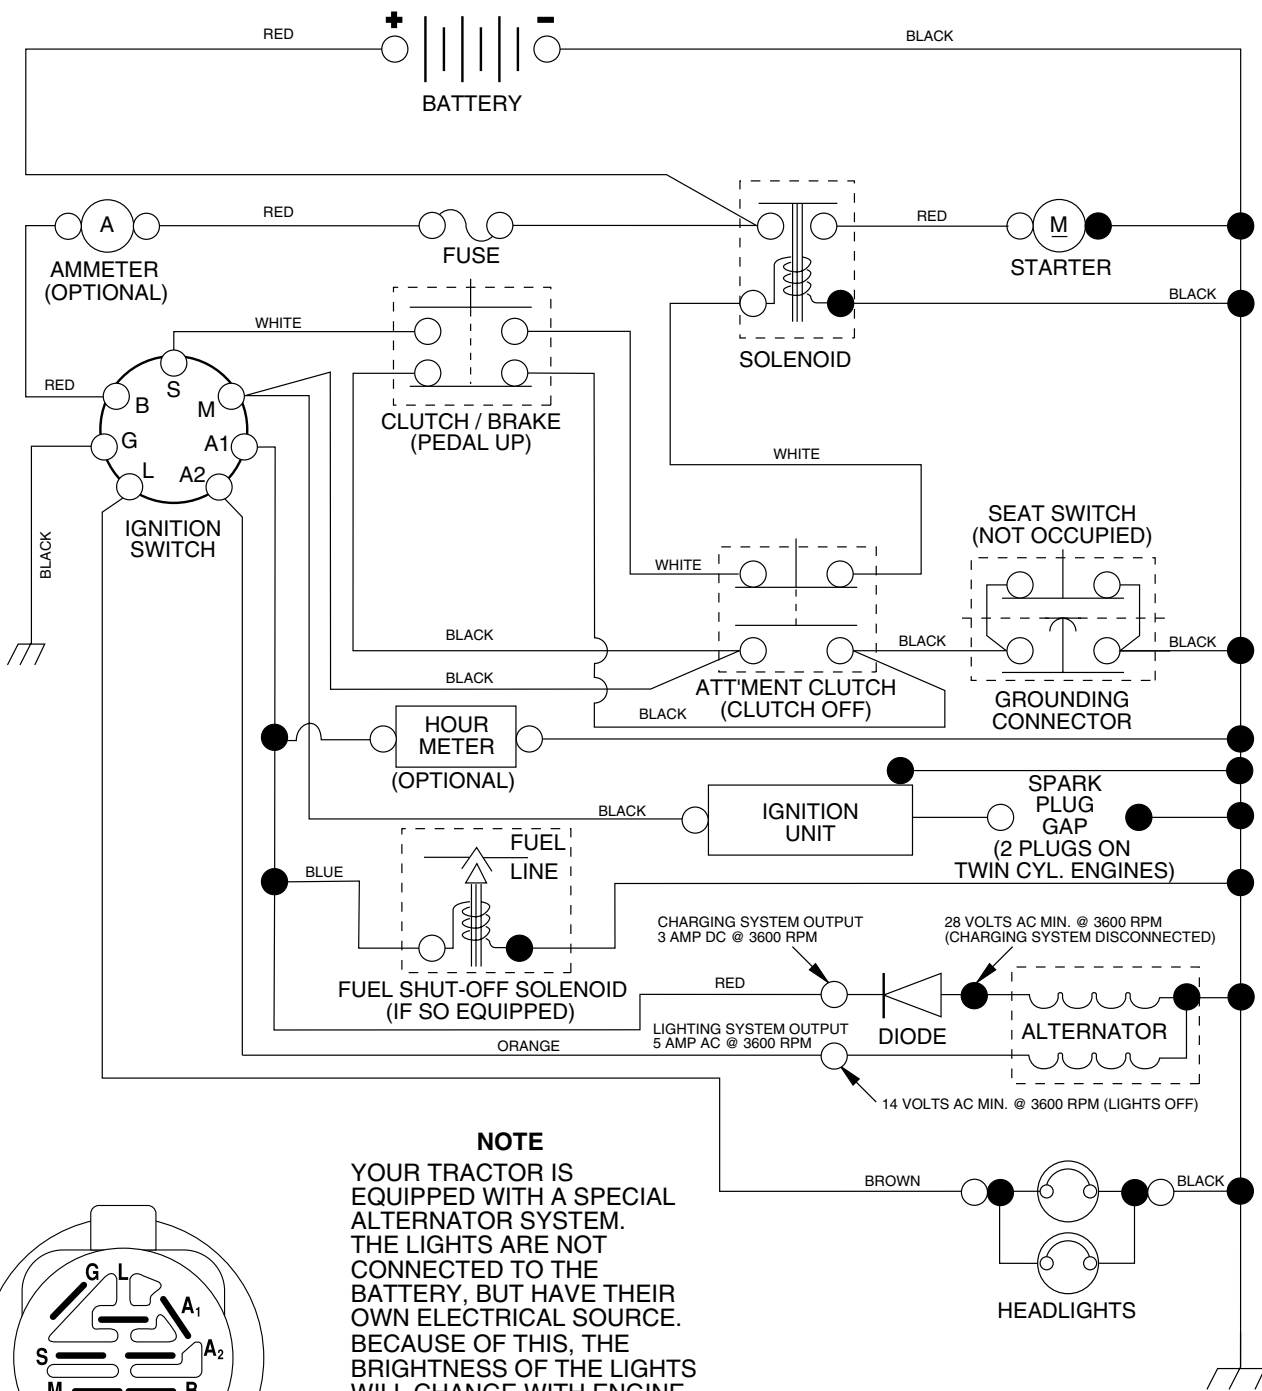 + -
RED
BLACK
BATTERY
A
RED
FUSE
RED
M
AMMETER
(OPTIONAL)
STARTER
BLACK
WHITE
SOLENOID
RED
S
B
M
G
A1
L
A2
CLUTCH / BRAKE
(PEDAL UP)
WHITE
IGNITION
SWITCH
BLACK
SEAT SWITCH
(NOT OCCUPIED)
WHITE
BLACK
BLACK
BLACK
BLACK
ATT'MENT CLUTCH
(CLUTCH OFF)
BLACK
GROUNDING
CONNECTOR
HOUR
METER
(OPTIONAL)
BLACK
IGNITION
UNIT
SPARK
PLUG
GAP
(2 PLUGS ON
TWIN CYL. ENGINES)
FUEL
LINE
BLUE
CHARGING SYSTEM OUTPUT
3 AMP DC @ 3600 RPM
28 VOLTS AC MIN. @ 3600 RPM
(CHARGING SYSTEM DISCONNECTED)
FUEL SHUT-OFF SOLENOID
(IF SO EQUIPPED)
RED
DIODE
ALTERNATOR
LIGHTING SYSTEM OUTPUT
5 AMP AC @ 3600 RPM
ORANGE
14 VOLTS AC MIN. @ 3600 RPM (LIGHTS OFF)
NOTE
YOUR TRACTOR IS
EQUIPPED WITH A SPECIAL
ALTERNATOR SYSTEM.
THE LIGHTS ARE NOT
CONNECTED TO THE
BATTERY, BUT HAVE THEIR
OWN ELECTRICAL SOURCE.
BECAUSE OF THIS, THE
BRIGHTNESS OF THE LIGHTS
WILL CHANGE WITH ENGINE
BROWN
BLACK
HEADLIGHTS
G L
A1
S
A2
M
B